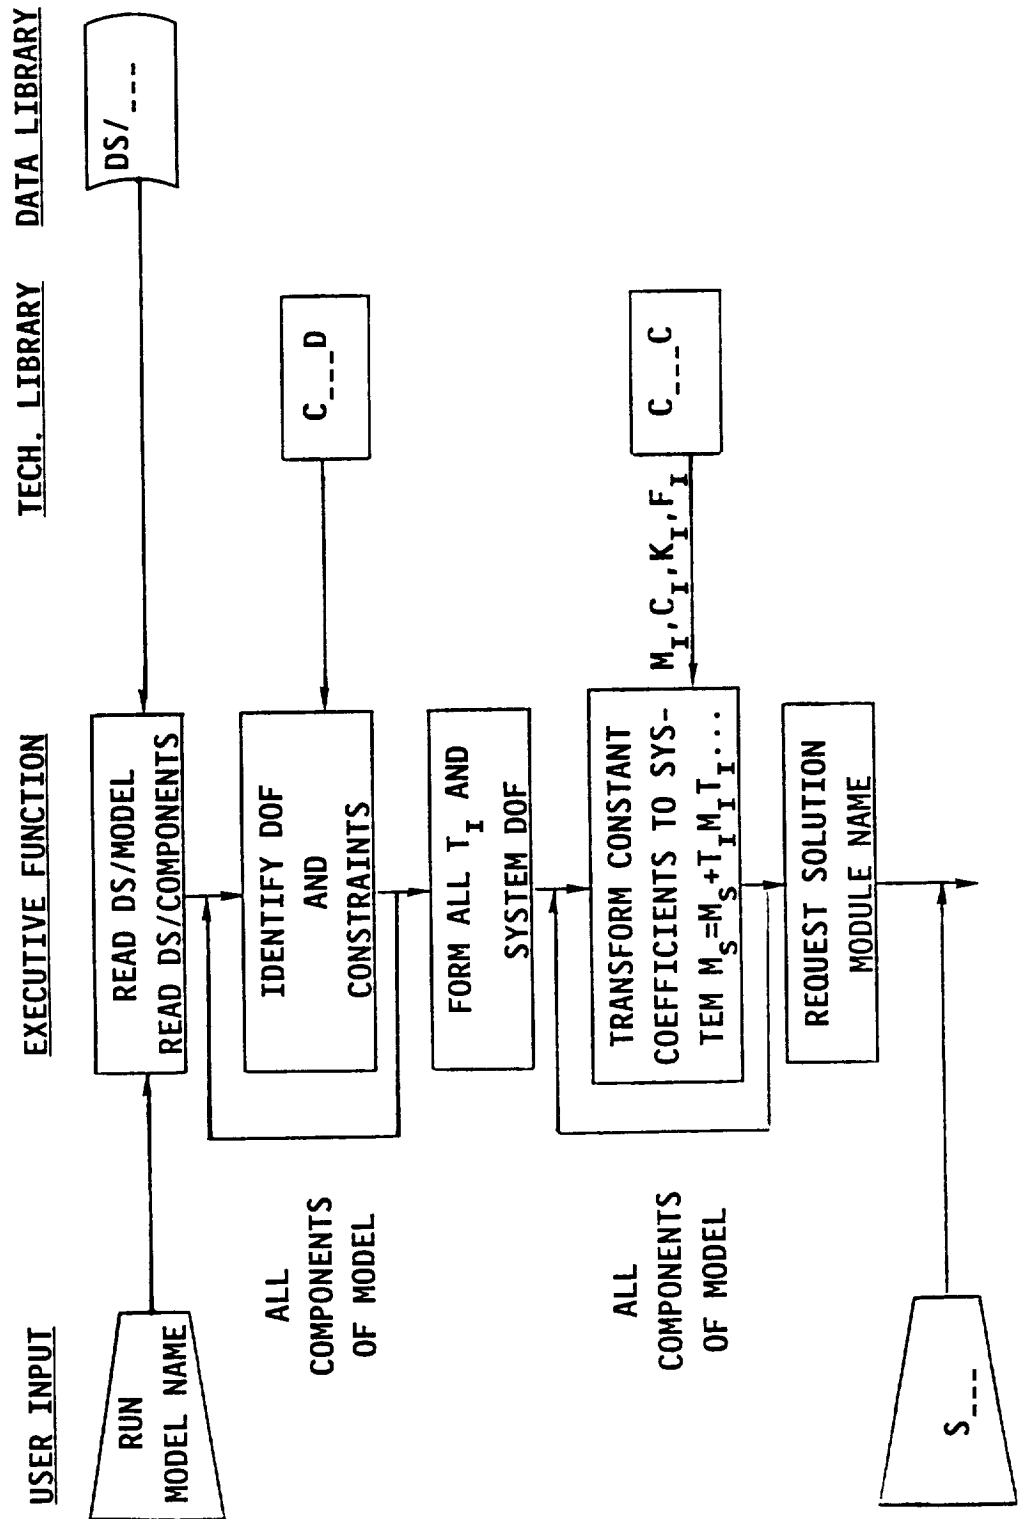 USER INPUT
EXECUTIVE FUNCTION
TECH. LIBRARY
DATA LIBRARY
RUN
MODEL NAME
READ DS/MODEL
READ DS/COMPONENTS
DS/___
ALL
COMPONENTS
OF MODEL
IDENTIFY DOF
AND
CONSTRAINTS
C___D
FORM ALL T_I AND
SYSTEM DOF
ALL
COMPONENTS
OF MODEL
TRANSFORM CONSTANT
COEFFICIENTS TO SYS-
TEM M_S=M_S+T_I M_I T_I...
M_I,C_I,K_I,F_I
C___C
REQUEST SOLUTION
MODULE NAME
S___